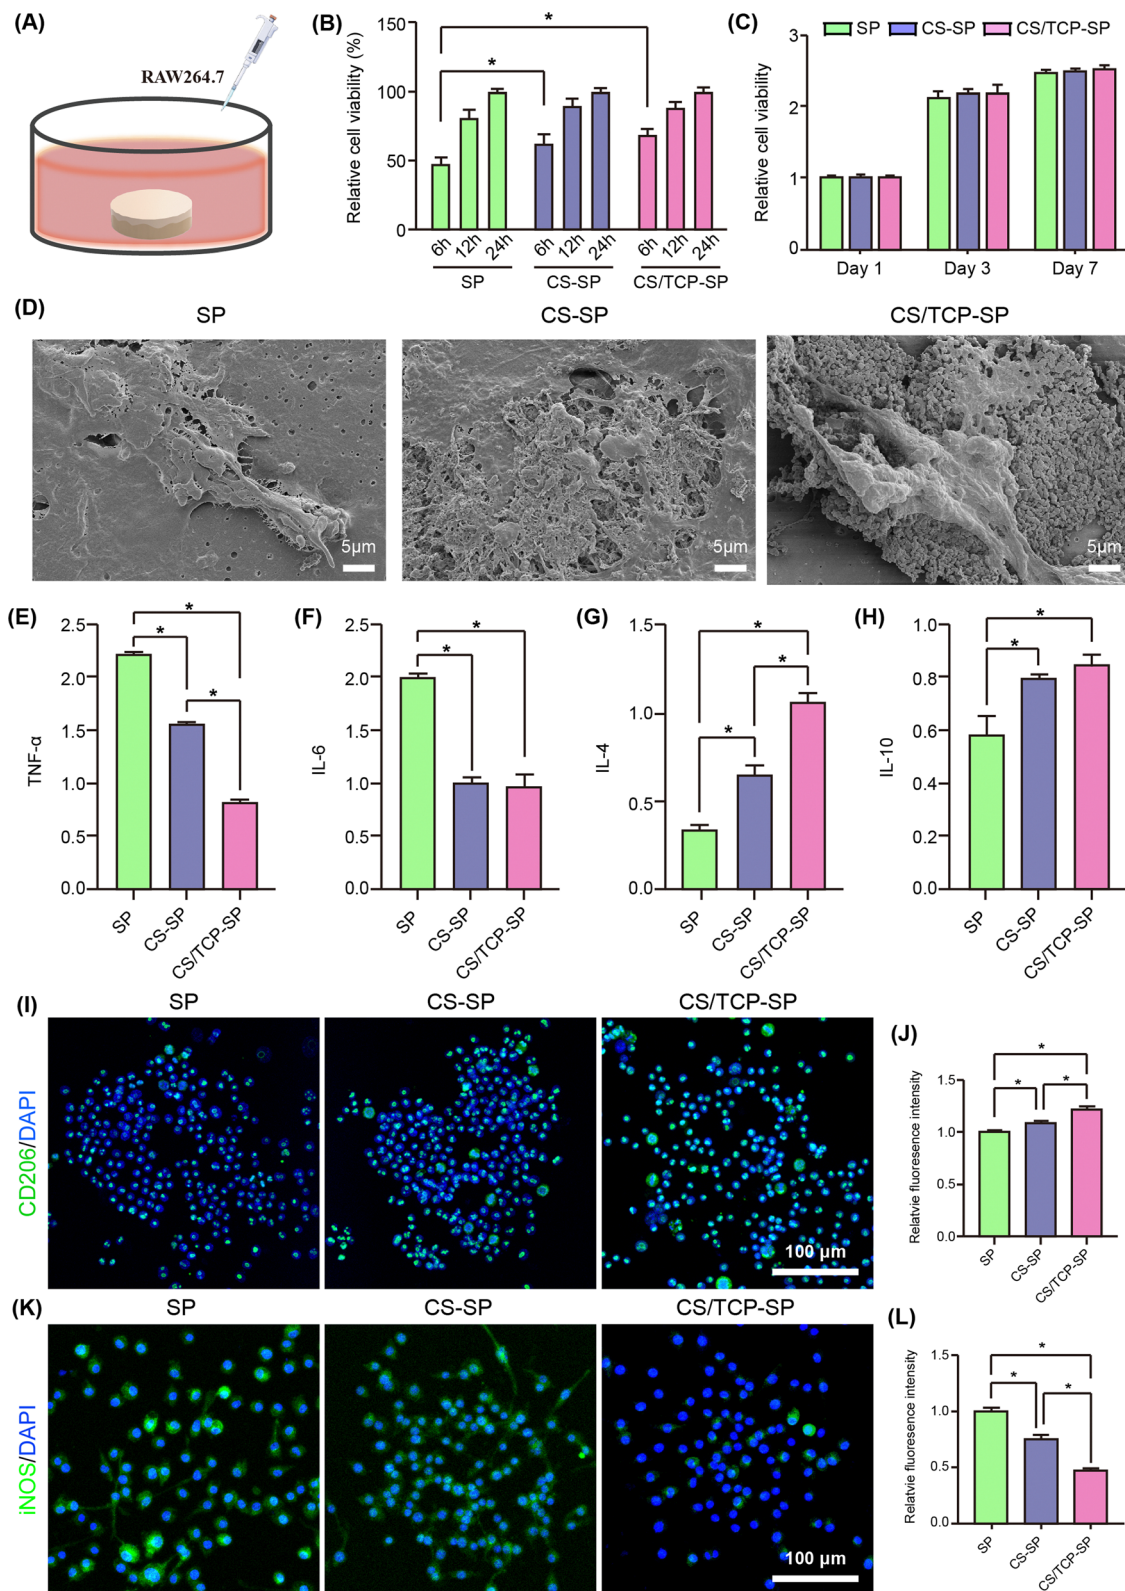 (A)
RAW264.7
(B)
Relative cell viability (%)
150
100
50
0
*
*
6h 12h 24h 6h 12h 24h 6h 12h 24h
SP CS-SP CS/TCP-SP
(C)
SP CS-SP CS/TCP-SP
Relative cell viability
3
2
1
0
Day 1 Day 3 Day 7
(D)
SP CS-SP CS/TCP-SP
5μm 5μm 5μm
(E)
TNF-α
2.5
2.0
1.5
1.0
0.5
0.0
*
*
*
SP CS-SP CS/TCP-SP
(F)
IL-6
2.5
2.0
1.5
1.0
0.5
0.0
*
*
SP CS-SP CS/TCP-SP
(G)
IL-4
1.5
1.0
0.5
0.0
*
*
*
SP CS-SP CS/TCP-SP
(H)
IL-10
1.0
0.8
0.6
0.4
0.2
0.0
*
*
SP CS-SP CS/TCP-SP
(I)
SP CS-SP CS/TCP-SP
CD206/DAPI
100 μm
(J)
Relatvie fluoresence intensity
1.5
1.0
0.5
0.0
*
*
*
SP CS-SP CS/TCP-SP
(K)
SP CS-SP CS/TCP-SP
iNOS/DAPI
100 μm
(L)
Relatvie fluoresence intensity
1.5
1.0
0.5
0.0
*
*
*
SP CS-SP CS/TCP-SP